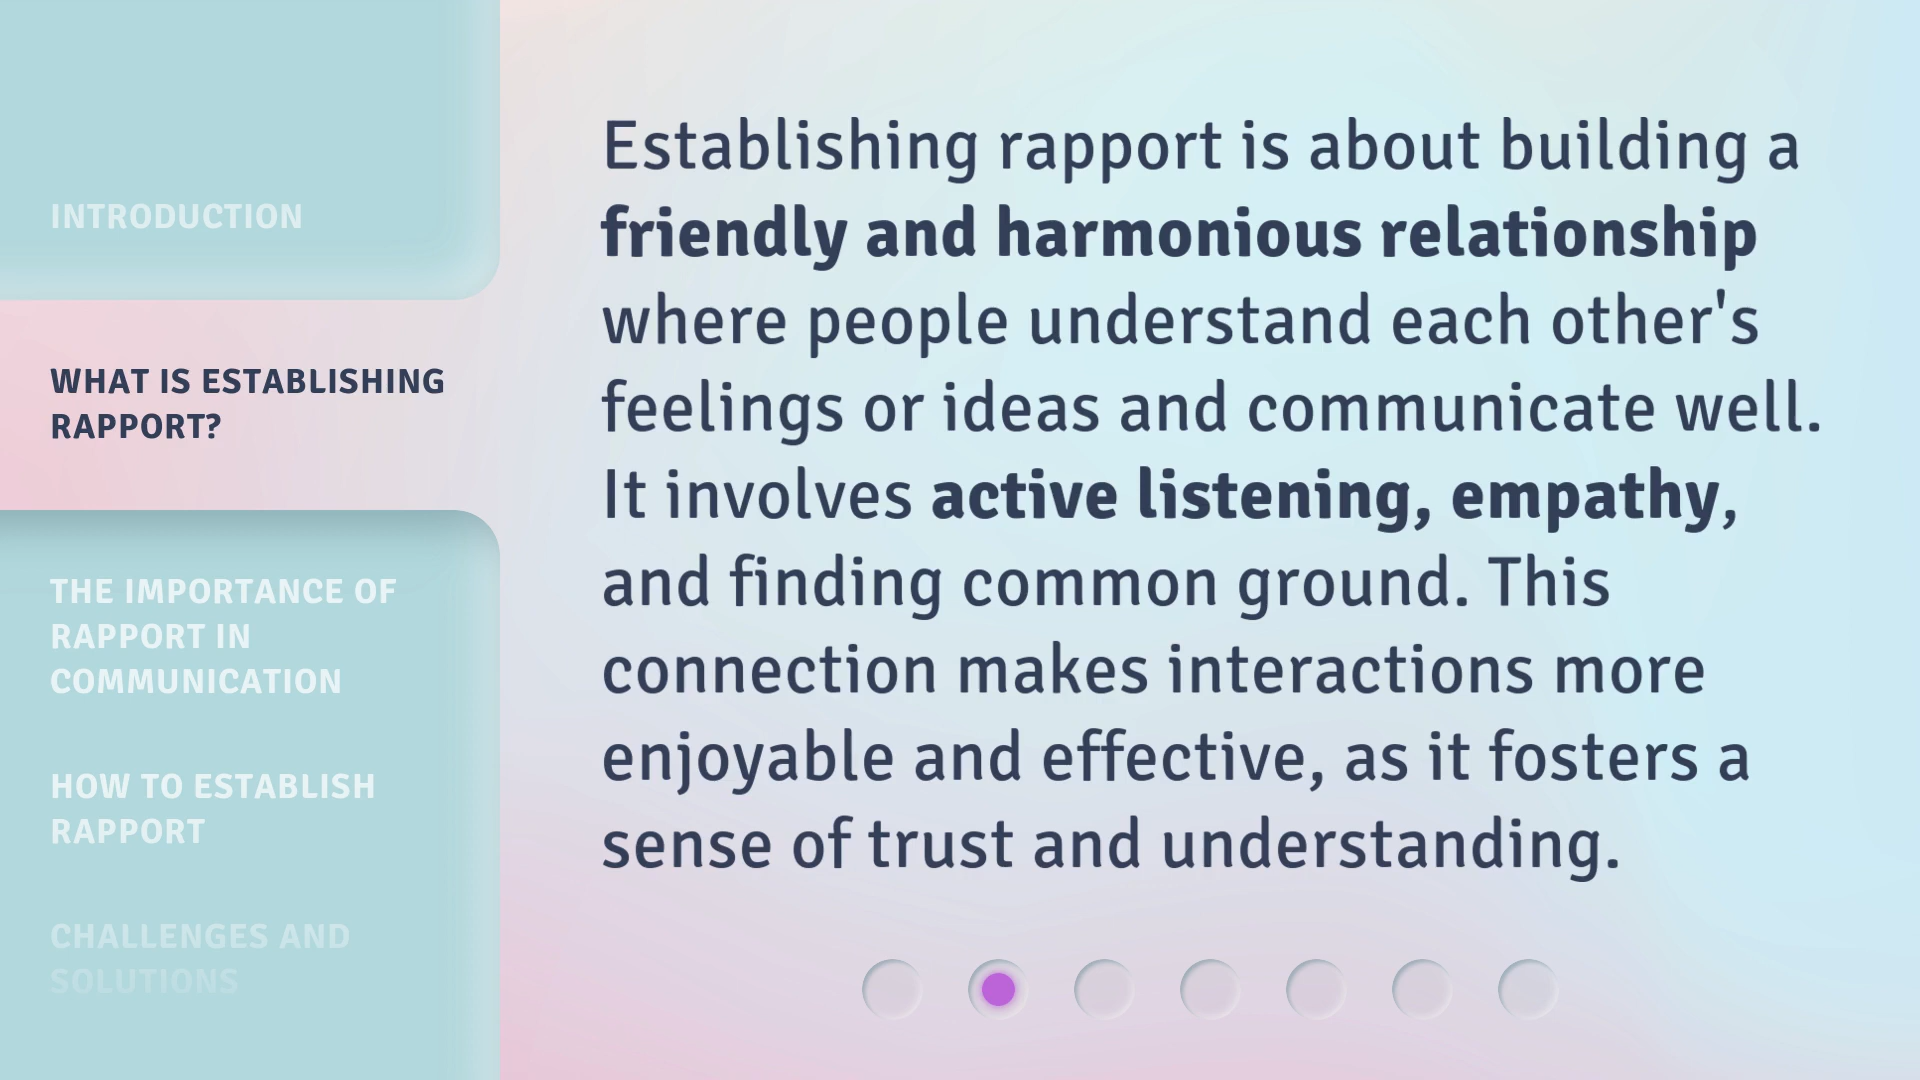 INTRODUCTION
WHAT IS ESTABLISHING
RAPPORT?
THE IMPORTANCE OF
RAPPORT IN
COMMUNICATION
HOW TO ESTABLISH
RAPPORT
CHALLENGES AND
SOLUTIONS
Establishing rapport is about building a
friendly and harmonious relationship
where people understand each other's
feelings or ideas and communicate well.
It involves active listening, empathy,
and finding common ground. This
connection makes interactions more
enjoyable and effective, as it fosters a
sense of trust and understanding.